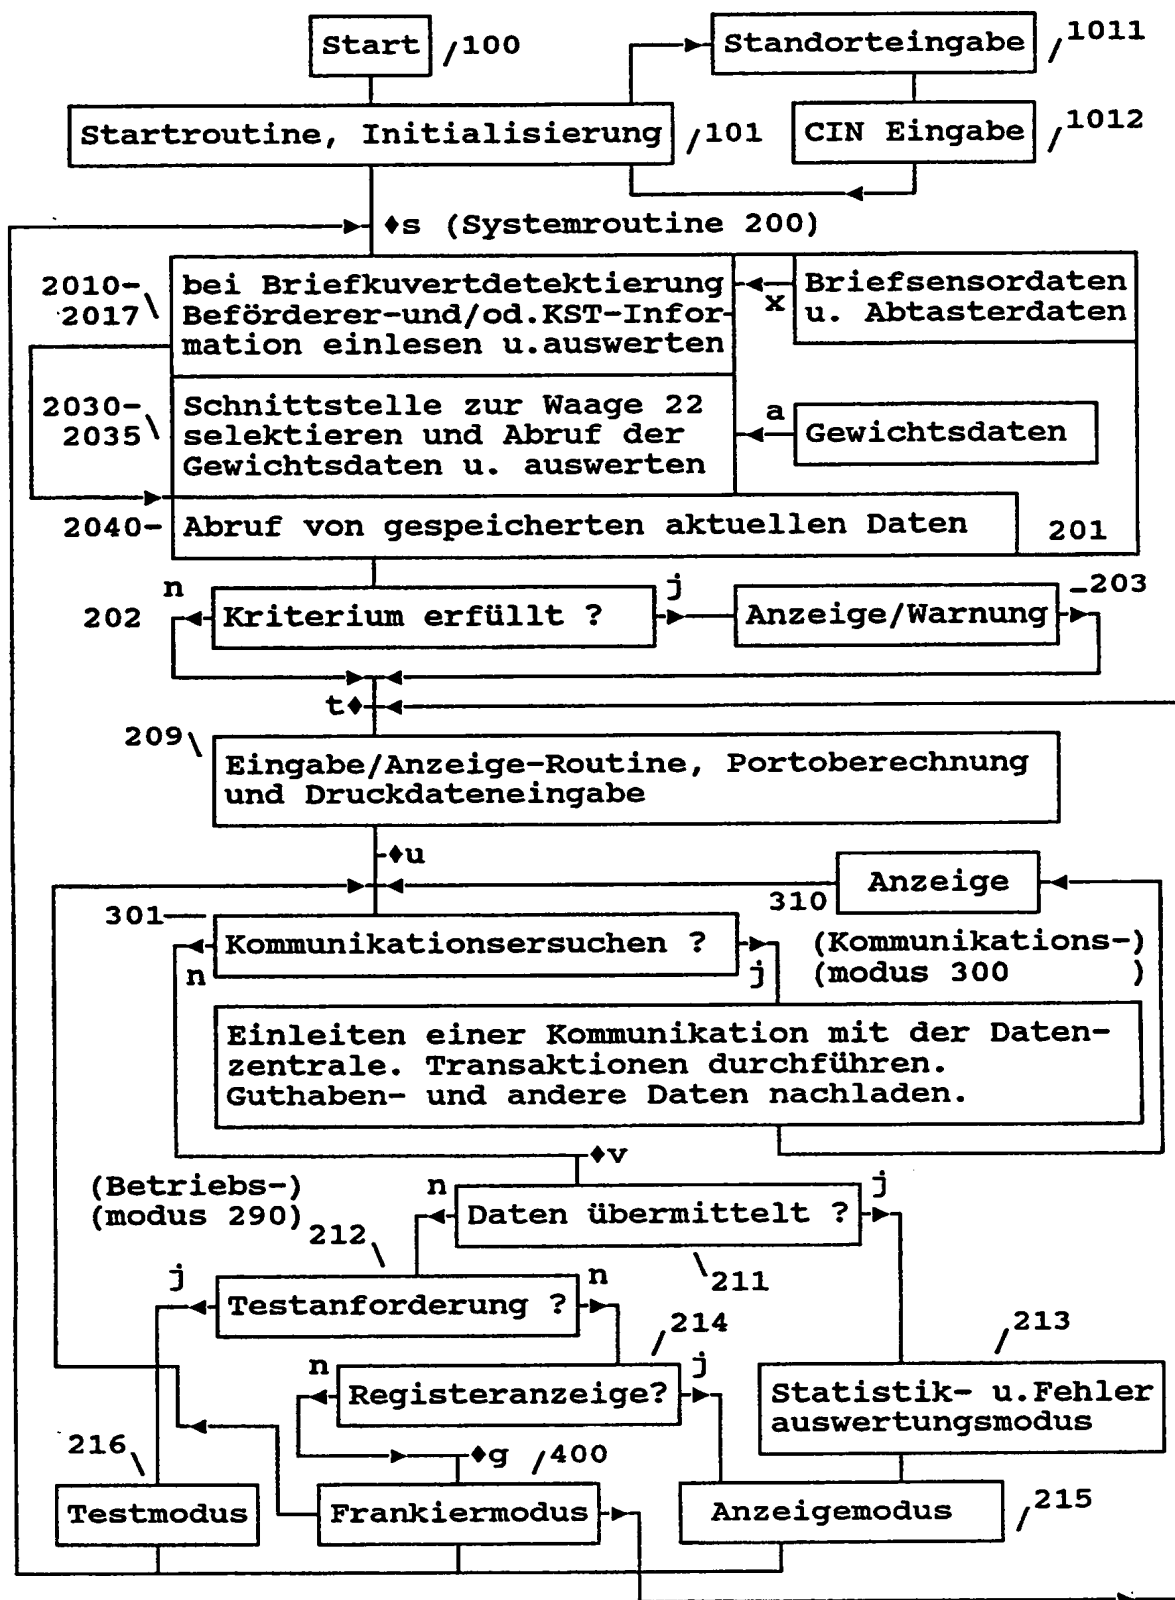 Start
100
Standorteingabe
1011
Startroutine, Initialisierung
101
CIN Eingabe
1012
♦s (Systemroutine 200)
2010-
2017
bei Briefkuvertdetektierung
Beförderer-und/od.KST-Infor-
mation einlesen u.auswerten
x
Briefsensordaten
u. Abtasterdaten
2030-
2035
Schnittstelle zur Waage 22
selektieren und Abruf der
Gewichtsdaten u. auswerten
a
Gewichtsdaten
2040-
Abruf von gespeicherten aktuellen Daten
201
n
202
Kriterium erfüllt ?
j
Anzeige/Warnung
203
t♦
209
Eingabe/Anzeige-Routine, Portoberechnung
und Druckdateneingabe
♦u
Anzeige
310
301
Kommunikationsersuchen ?
n
j
(Kommunikations-)
(modus 300 )
Einleiten einer Kommunikation mit der Daten-
zentrale. Transaktionen durchführen.
Guthaben- und andere Daten nachladen.
♦v
(Betriebs-)
(modus 290)
n
Daten übermittelt ?
j
211
212
j
Testanforderung ?
n
214
213
n
Registeranzeige?
j
Statistik- u.Fehler
auswertungsmodus
216
♦g
400
Testmodus
Frankiermodus
Anzeigemodus
215